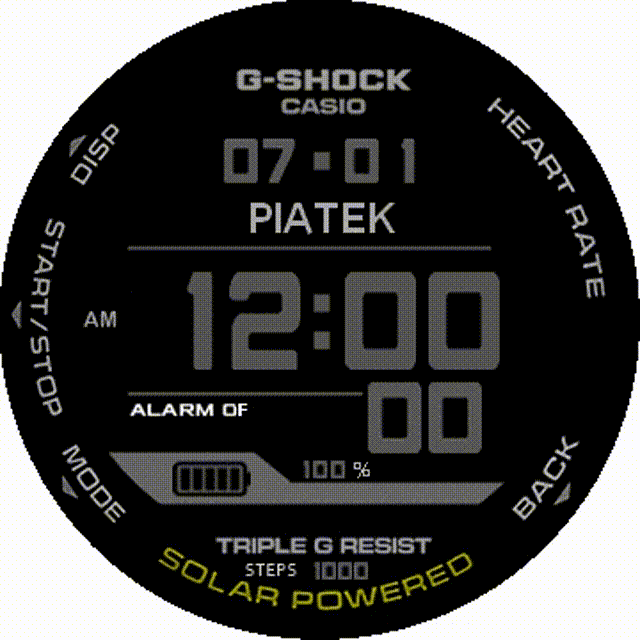 G-SHOCK
CASIO
DISP
HEART RATE
07-01
PIATEK
START/STOP
AM
12:00
00
ALARM OF
100 %
MODE
BACK
TRIPLE G RESIST
STEPS 1000
SOLAR POWERED